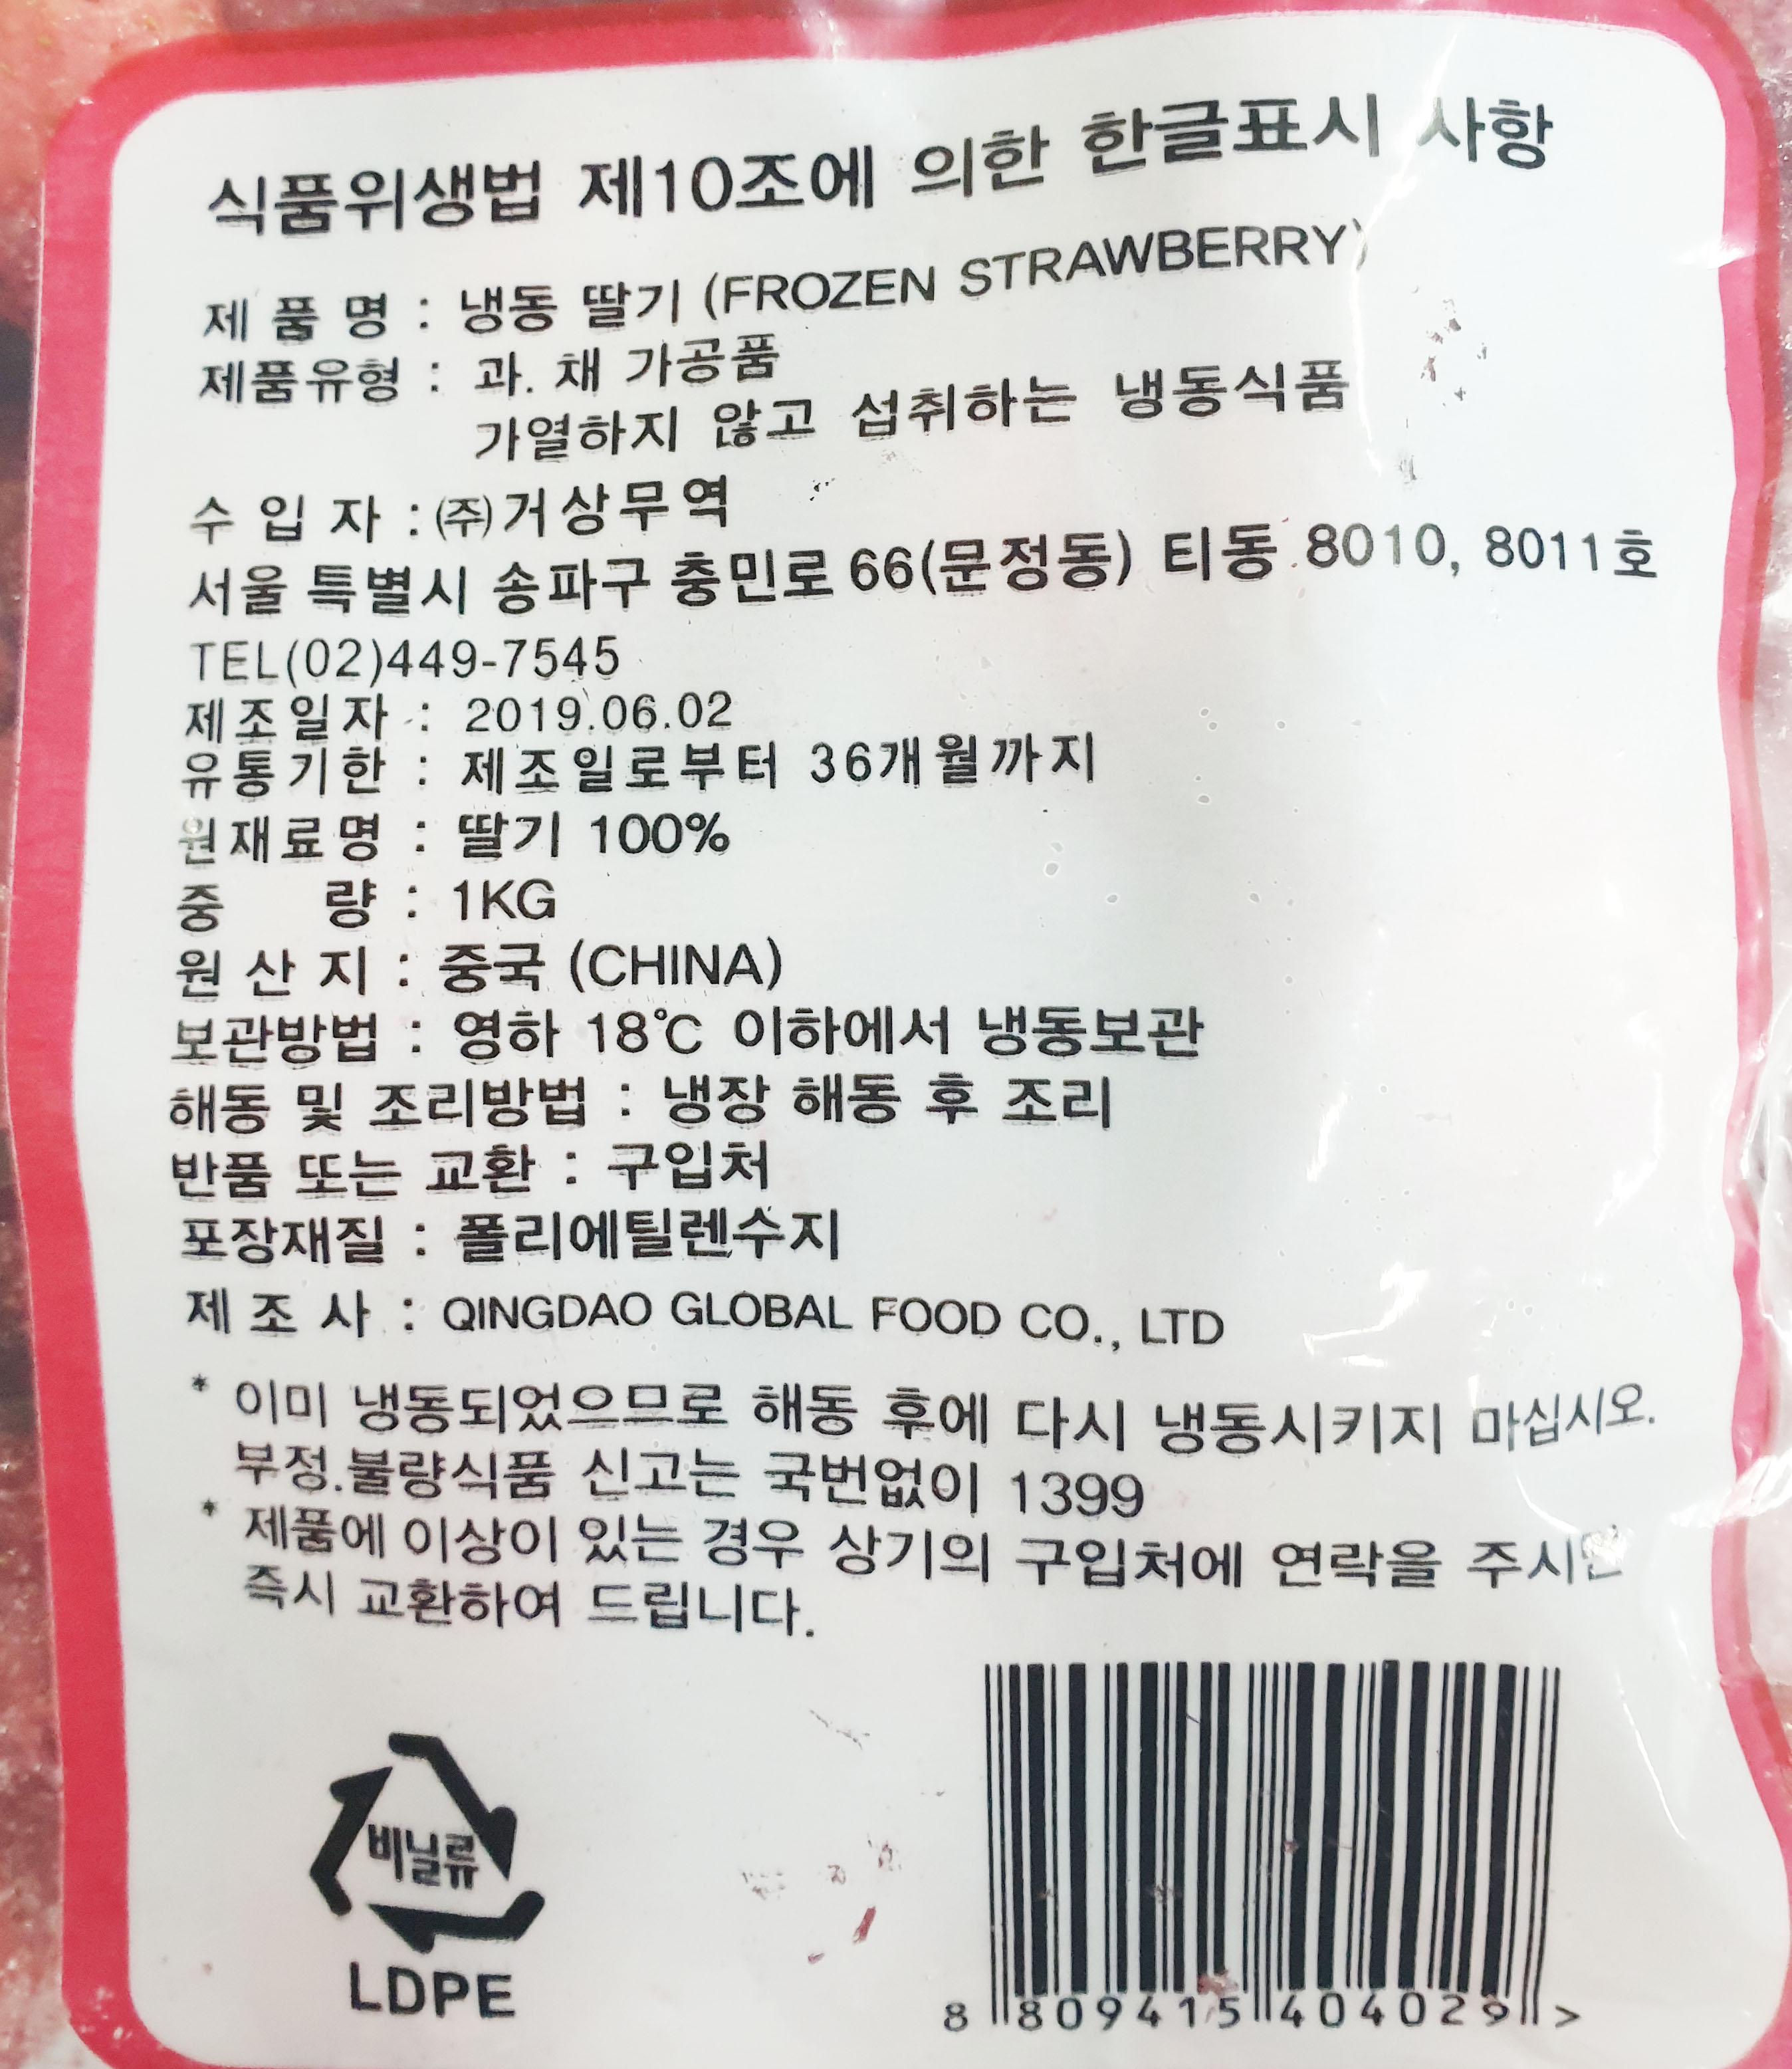 식품위생법 제10조에 의한 한글표시 사항
제 품 명 : 냉동 딸기 (FROZEN STRAWBERRY)
제품유형 : 과. 채 가공품
가열하지 않고 섭취하는 냉동식품
수 입 자 : ㈜거상무역
서울 특별시 송파구 충민로 66(문정동) 티동 8010, 8011호
TEL(02)449-7545
제조일자 : 2019.06.02
유통기한 : 제조일로부터 36개월까지
원재료명 : 딸기 100%
중 량 : 1KG
원 산 지 : 중국 (CHINA)
보관방법 : 영하 18℃ 이하에서 냉동보관
해동 및 조리방법 : 냉장 해동 후 조리
반품 또는 교환 : 구입처
포장재질 : 폴리에틸렌수지
제 조 사 : QINGDAO GLOBAL FOOD CO., LTD
* 이미 냉동되었으므로 해동 후에 다시 냉동시키지 마십시오.
부정.불량식품 신고는 국번없이 1399
* 제품에 이상이 있는 경우 상기의 구입처에 연락을 주시면
즉시 교환하여 드립니다.
비닐류
LDPE
8 809415 404029 >